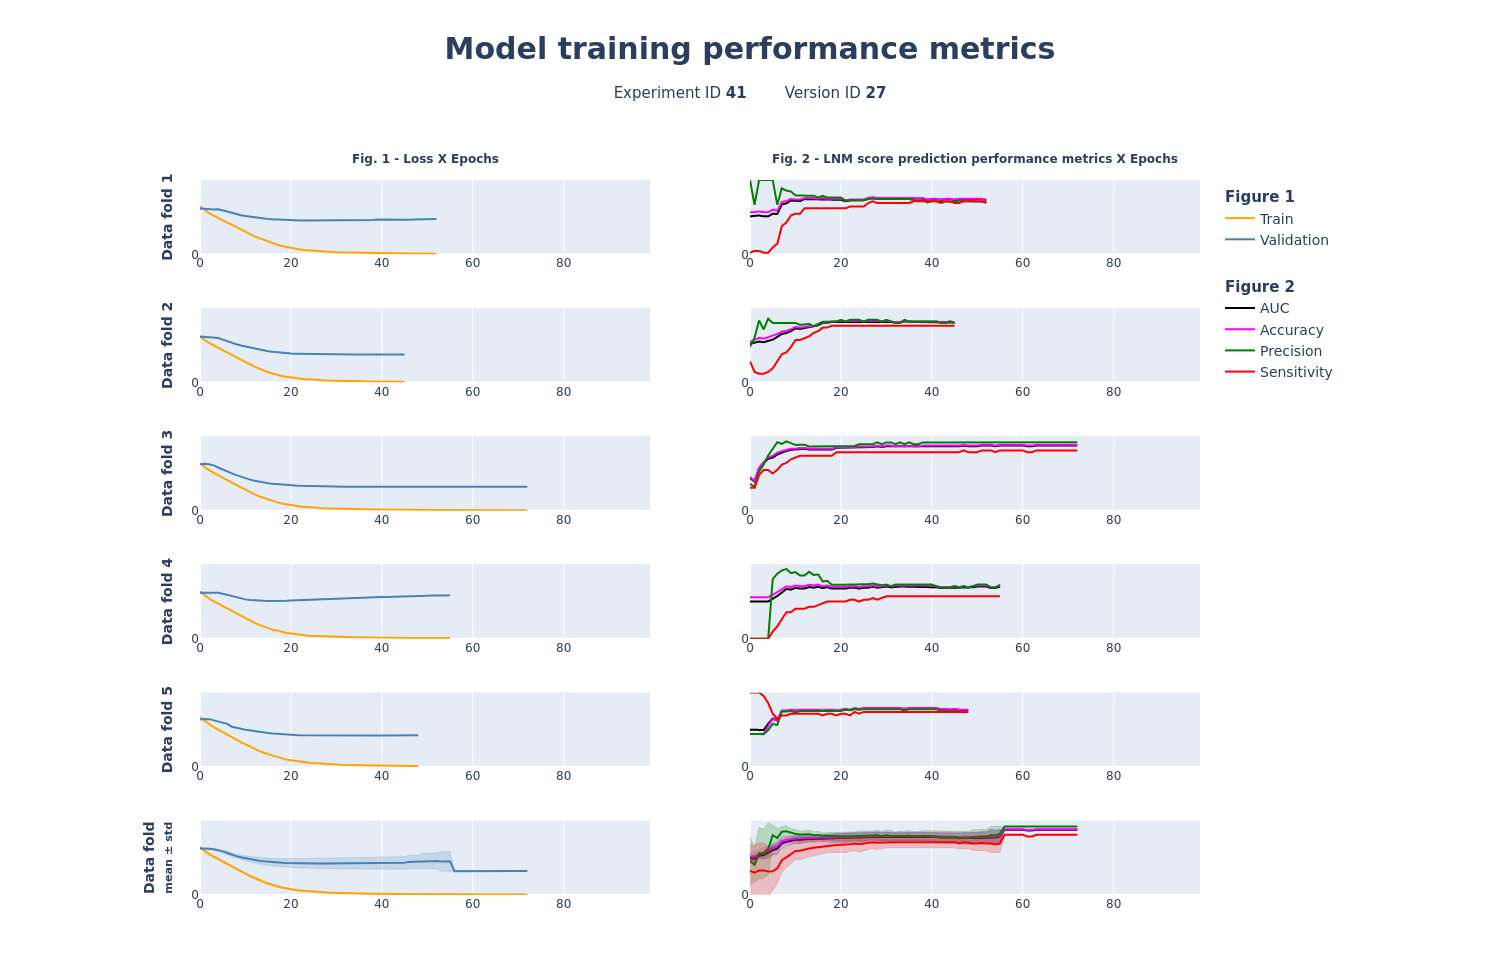 Model training performance metrics
Experiment ID 41 Version ID 27
Fig. 1 - Loss X Epochs
Fig. 2 - LNM score prediction performance metrics X Epochs
Data fold 1
0
0 20 40 60 80
0
0 20 40 60 80
Figure 1
Train
Validation
Figure 2
AUC
Accuracy
Precision
Sensitivity
Data fold 2
0
0 20 40 60 80
0
0 20 40 60 80
Data fold 3
0
0 20 40 60 80
0
0 20 40 60 80
Data fold 4
0
0 20 40 60 80
0
0 20 40 60 80
Data fold 5
0
0 20 40 60 80
0
0 20 40 60 80
Data fold
mean ± std
0
0 20 40 60 80
0
0 20 40 60 80